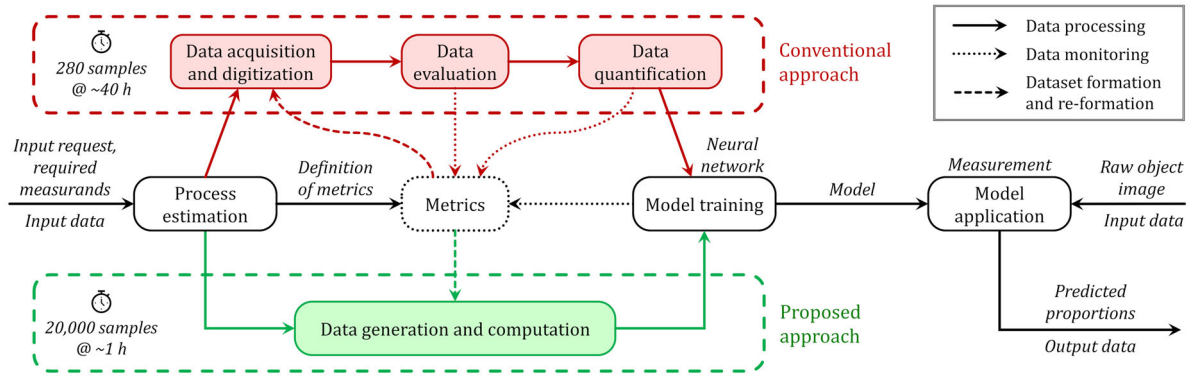 280 samples
@ ~40 h
Data acquisition
and digitization
Data
evaluation
Data
quantification
Conventional
approach
Data processing
Data monitoring
Dataset formation
and re-formation
Input request,
required
measurands
Input data
Process
estimation
Definition
of metrics
Metrics
Neural
network
Model training
Model
Measurement
Model
application
Raw object
image
Input data
20,000 samples
@ ~1 h
Data generation and computation
Proposed
approach
Predicted
proportions
Output data